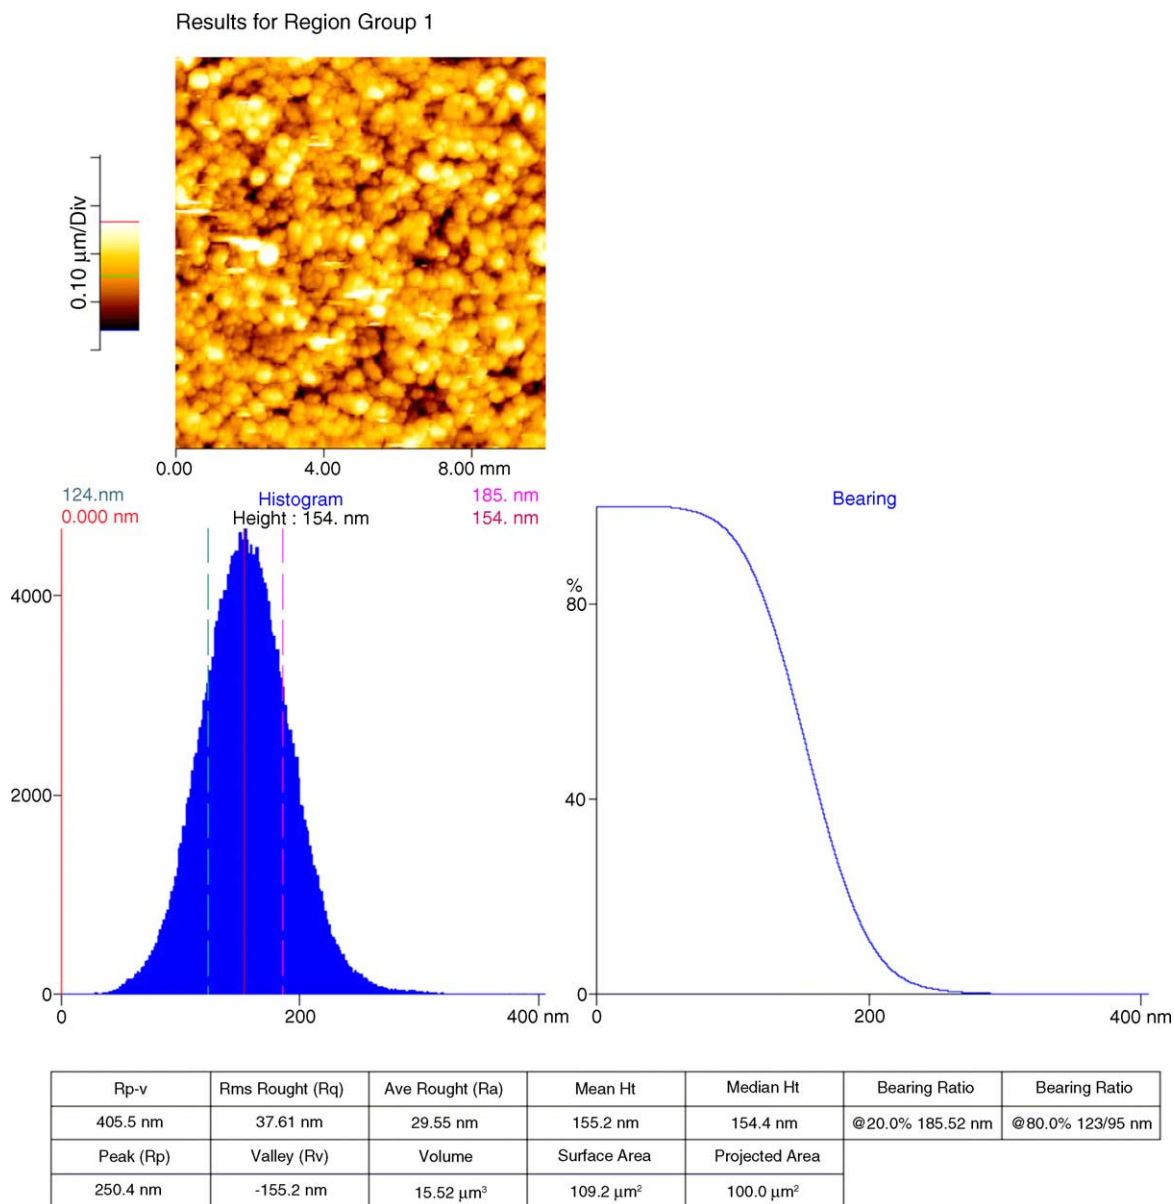 Results for Region Group 1
0.10 µm/Div
0.00 4.00 8.00 mm
124.nm Histogram 185. nm
0.000 nm Height : 154. nm 154. nm
4000
2000
0
0 200 400 nm
Bearing
%
80
40
0
0 200 400 nm
Rp-v Rms Rought (Rq) Ave Rought (Ra) Mean Ht Median Ht Bearing Ratio Bearing Ratio
405.5 nm 37.61 nm 29.55 nm 155.2 nm 154.4 nm @20.0% 185.52 nm @80.0% 123/95 nm
Peak (Rp) Valley (Rv) Volume Surface Area Projected Area
250.4 nm -155.2 nm 15.52 µm³ 109.2 µm² 100.0 µm²